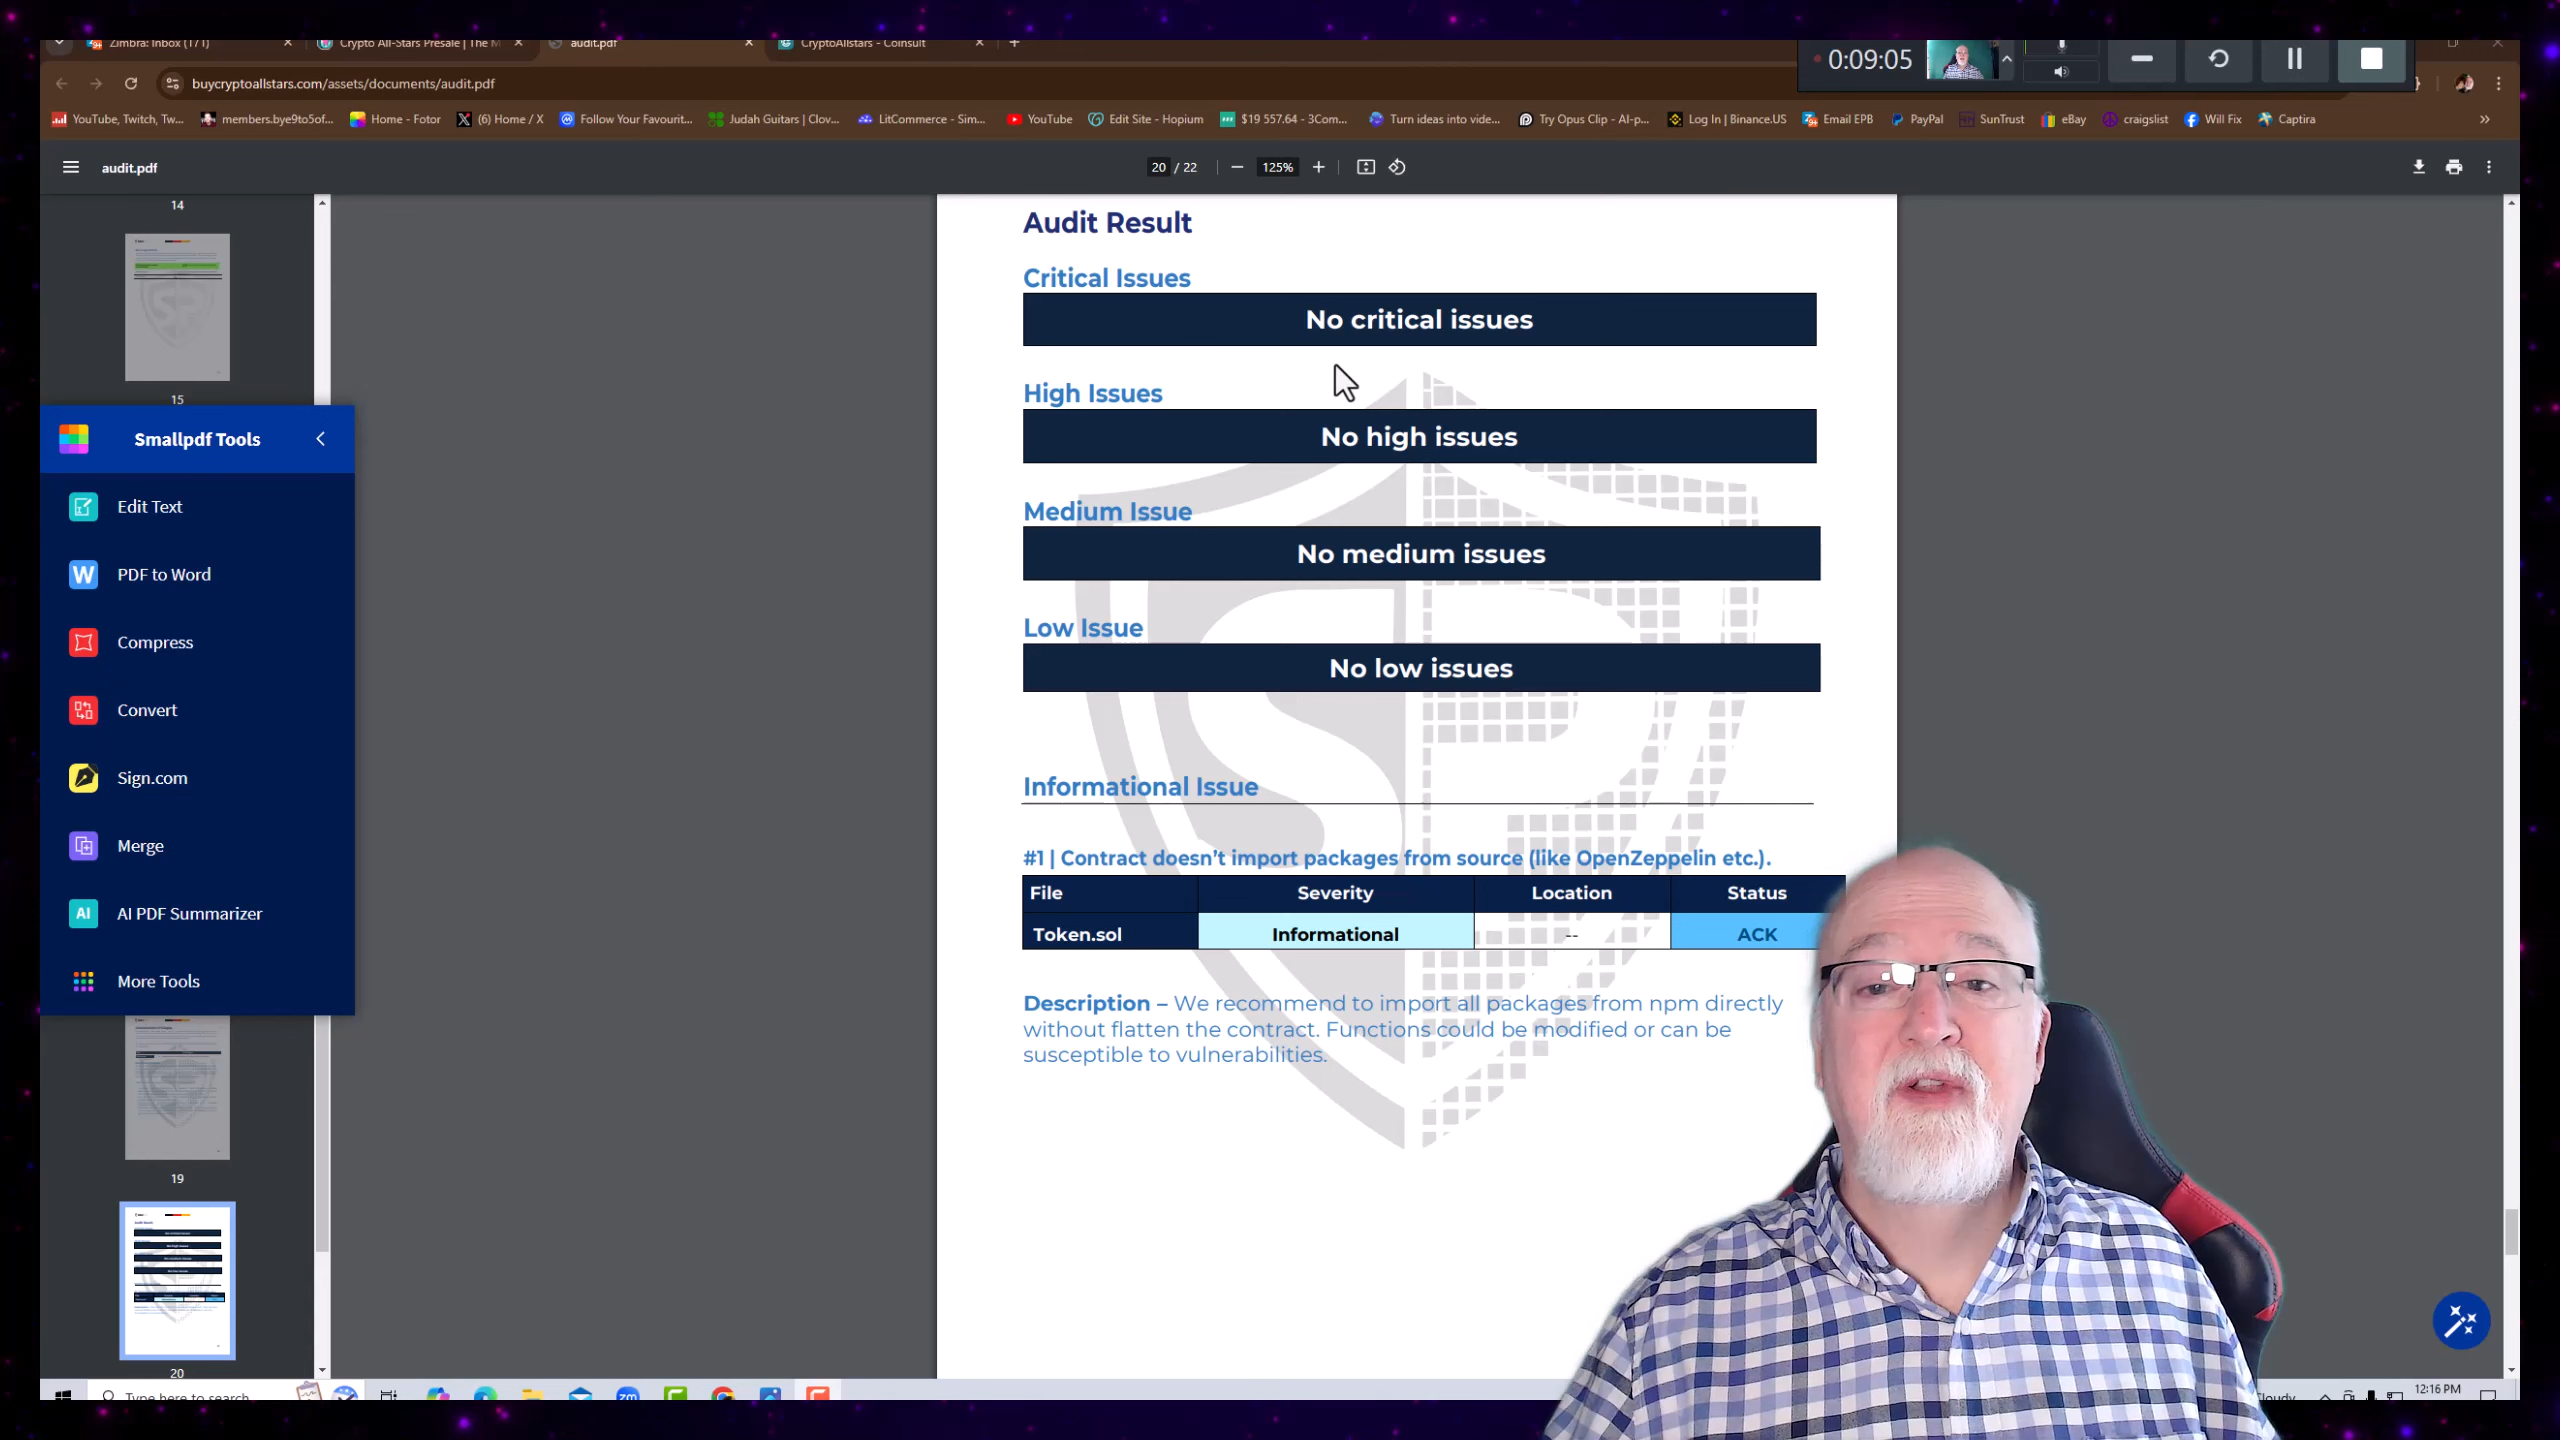 Zimbra: Inbox (171)
Crypto All-Stars Presale | The M
audit.pdf
CryptoAllstars - Coinsult
0:09:05
buycryptoallstars.com/assets/documents/audit.pdf
YouTube, Twitch, Tw...
members.bye9to5of...
Home - Fotor
(6) Home / X
Follow Your Favourit...
Judah Guitars | Clov...
LitCommerce - Sim...
YouTube
Edit Site - Hopium
$19 557.64 - 3Com...
Turn ideas into vide...
Try Opus Clip - AI-p...
Log In | Binance.US
Email EPB
PayPal
SunTrust
eBay
craigslist
Will Fix
Captira
audit.pdf
20 / 22
125%
14
15
Smallpdf Tools
Edit Text
PDF to Word
Compress
Convert
Sign.com
Merge
AI PDF Summarizer
More Tools
19
20
Audit Result
Critical Issues
No critical issues
High Issues
No high issues
Medium Issue
No medium issues
Low Issue
No low issues
Informational Issue
#1 | Contract doesn't import packages from source (like OpenZeppelin etc.).
File Severity Location Status
Token.sol Informational -- ACK
Description – We recommend to import all packages from npm directly
without flatten the contract. Functions could be modified or can be
susceptible to vulnerabilities.
Type here to search
Cloudy
12:16 PM